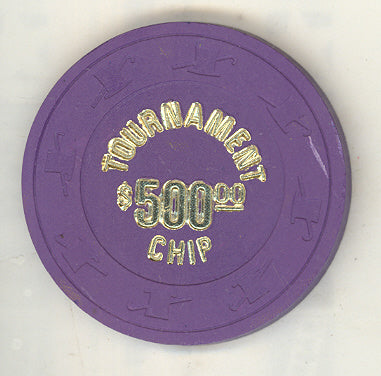 TOURNAMENT
$500.00
CHIP